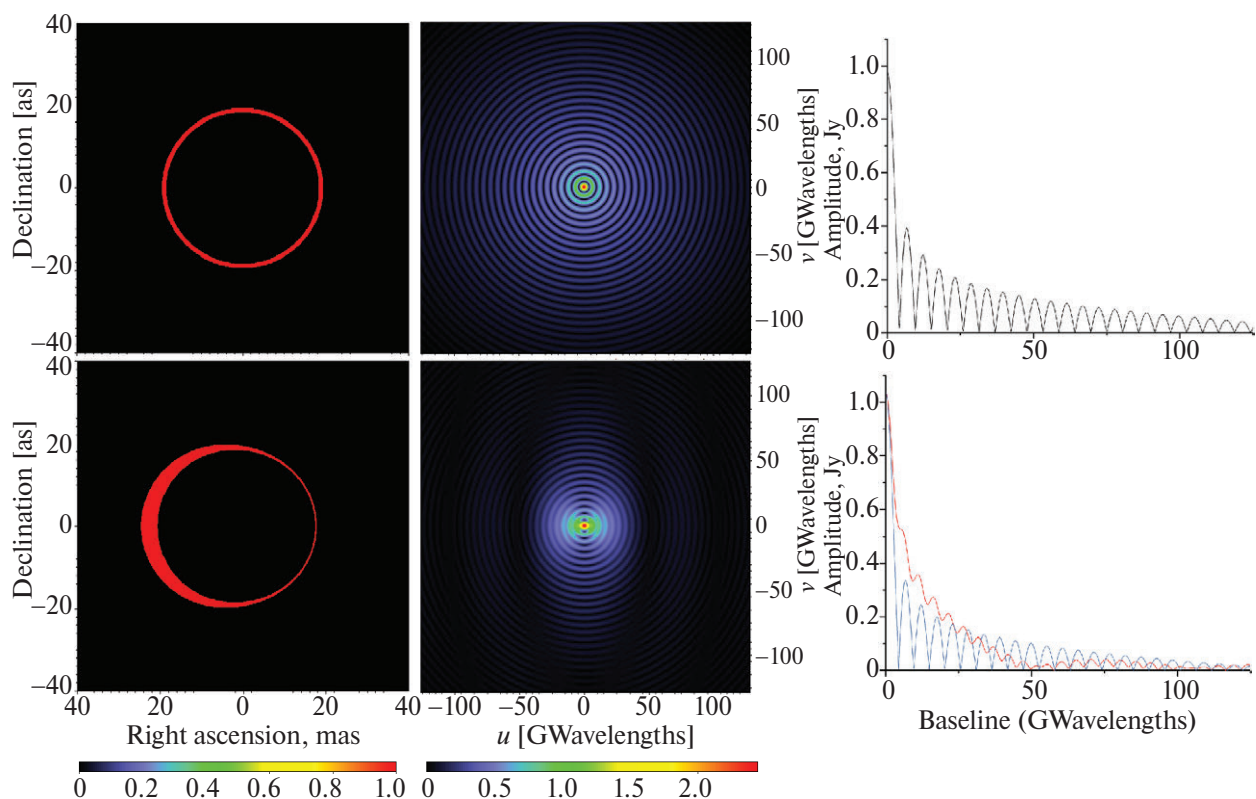 40
20
0
−20
−40
Declination [as]
100
50
0
−50
−100
v [GWavelengths]
Amplitude, Jy
1.0
0.8
0.6
0.4
0.2
0
0 50 100
40
20
0
−20
−40
Declination [as]
40 20 0 20 40
Right ascension, mas
−100 −50 0 50 100
u [GWavelengths]
100
50
0
−50
−100
v [GWavelengths]
Amplitude, Jy
1.0
0.8
0.6
0.4
0.2
0
0 50 100
Baseline (GWavelengths)
0 0.2 0.4 0.6 0.8 1.0
0 0.5 1.0 1.5 2.0